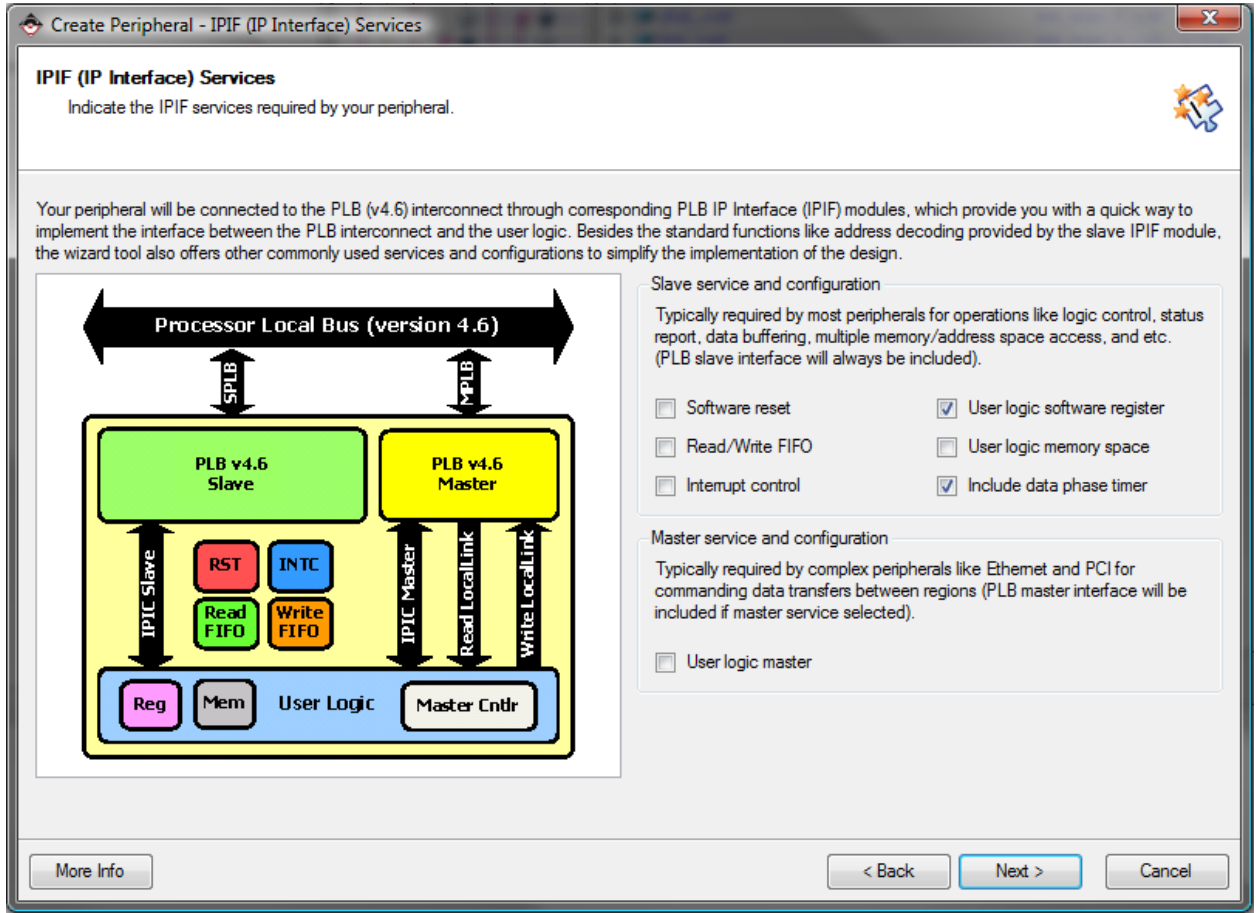 Create Peripheral - IPIF (IP Interface) Services
IPIF (IP Interface) Services
Indicate the IPIF services required by your peripheral.
Your peripheral will be connected to the PLB (v4.6) interconnect through corresponding PLB IP Interface (IPIF) modules, which provide you with a quick way to
implement the interface between the PLB interconnect and the user logic. Besides the standard functions like address decoding provided by the slave IPIF module,
the wizard tool also offers other commonly used services and configurations to simplify the implementation of the design.
Processor Local Bus (version 4.6)
SPLB
MPLB
PLB v4.6
Slave
PLB v4.6
Master
IPIC Slave
RST
INTC
Read
FIFO
Write
FIFO
IPIC Master
Read LocalLink
Write LocalLink
Reg
Mem
User Logic
Master Cntlr
Slave service and configuration
Typically required by most peripherals for operations like logic control, status
report, data buffering, multiple memory/address space access, and etc.
(PLB slave interface will always be included).
Software reset
User logic software register
Read/Write FIFO
User logic memory space
Interrupt control
Include data phase timer
Master service and configuration
Typically required by complex peripherals like Ethernet and PCI for
commanding data transfers between regions (PLB master interface will be
included if master service selected).
User logic master
More Info
< Back
Next >
Cancel